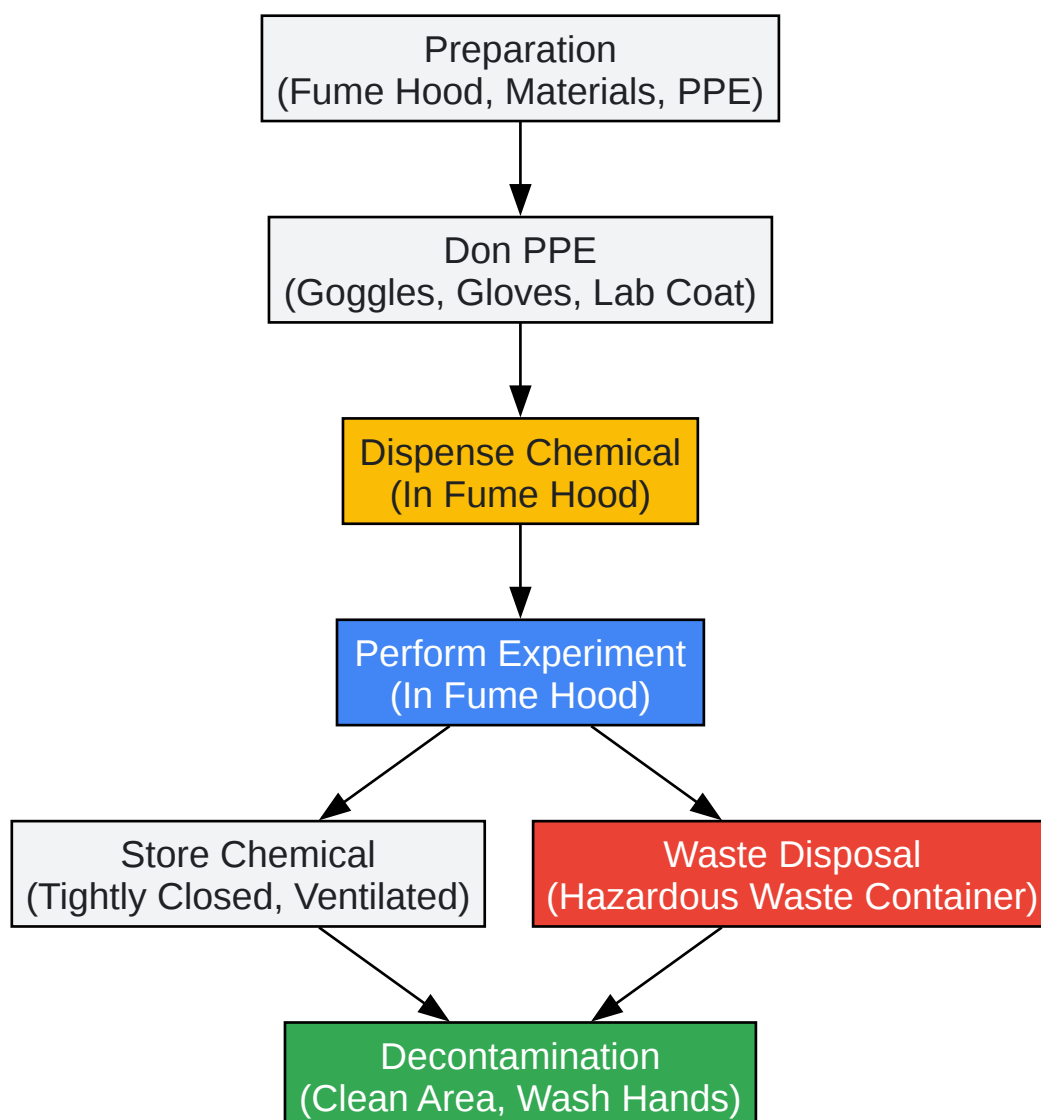 Preparation
(Fume Hood, Materials, PPE)
Don PPE
(Goggles, Gloves, Lab Coat)
Dispense Chemical
(In Fume Hood)
Perform Experiment
(In Fume Hood)
Store Chemical
(Tightly Closed, Ventilated)
Waste Disposal
(Hazardous Waste Container)
Decontamination
(Clean Area, Wash Hands)